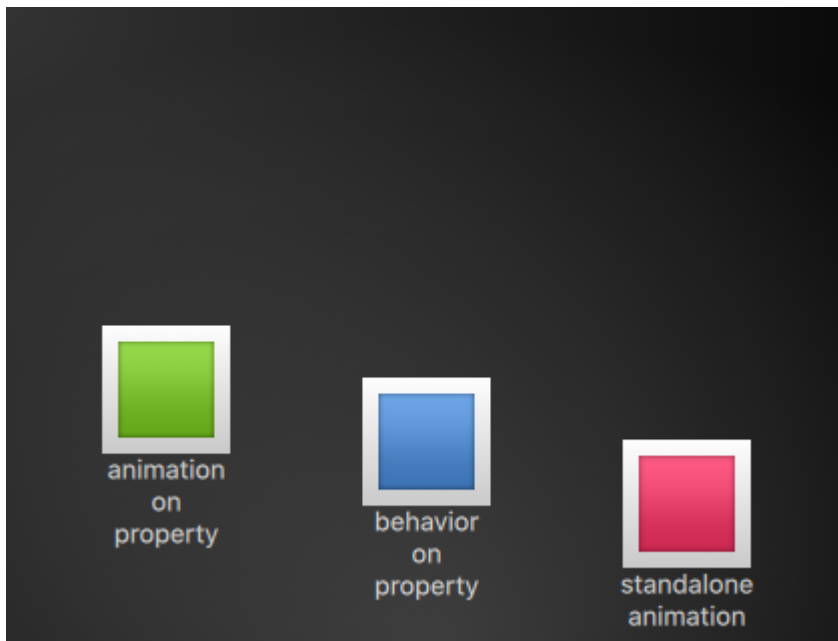 animation
on
property
behavior
on
property
standalone
animation